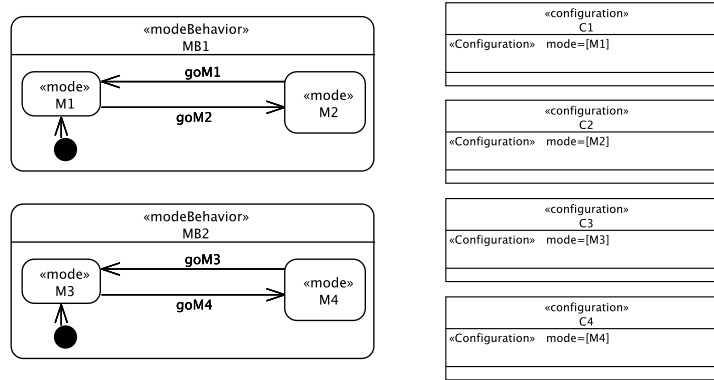 «modeBehavior»
MB1
«mode»
M1
goM1
goM2
«mode»
M2
«modeBehavior»
MB2
«mode»
M3
goM3
goM4
«mode»
M4
«configuration»
C1
«Configuration» mode=[M1]
«configuration»
C2
«Configuration» mode=[M2]
«configuration»
C3
«Configuration» mode=[M3]
«configuration»
C4
«Configuration» mode=[M4]